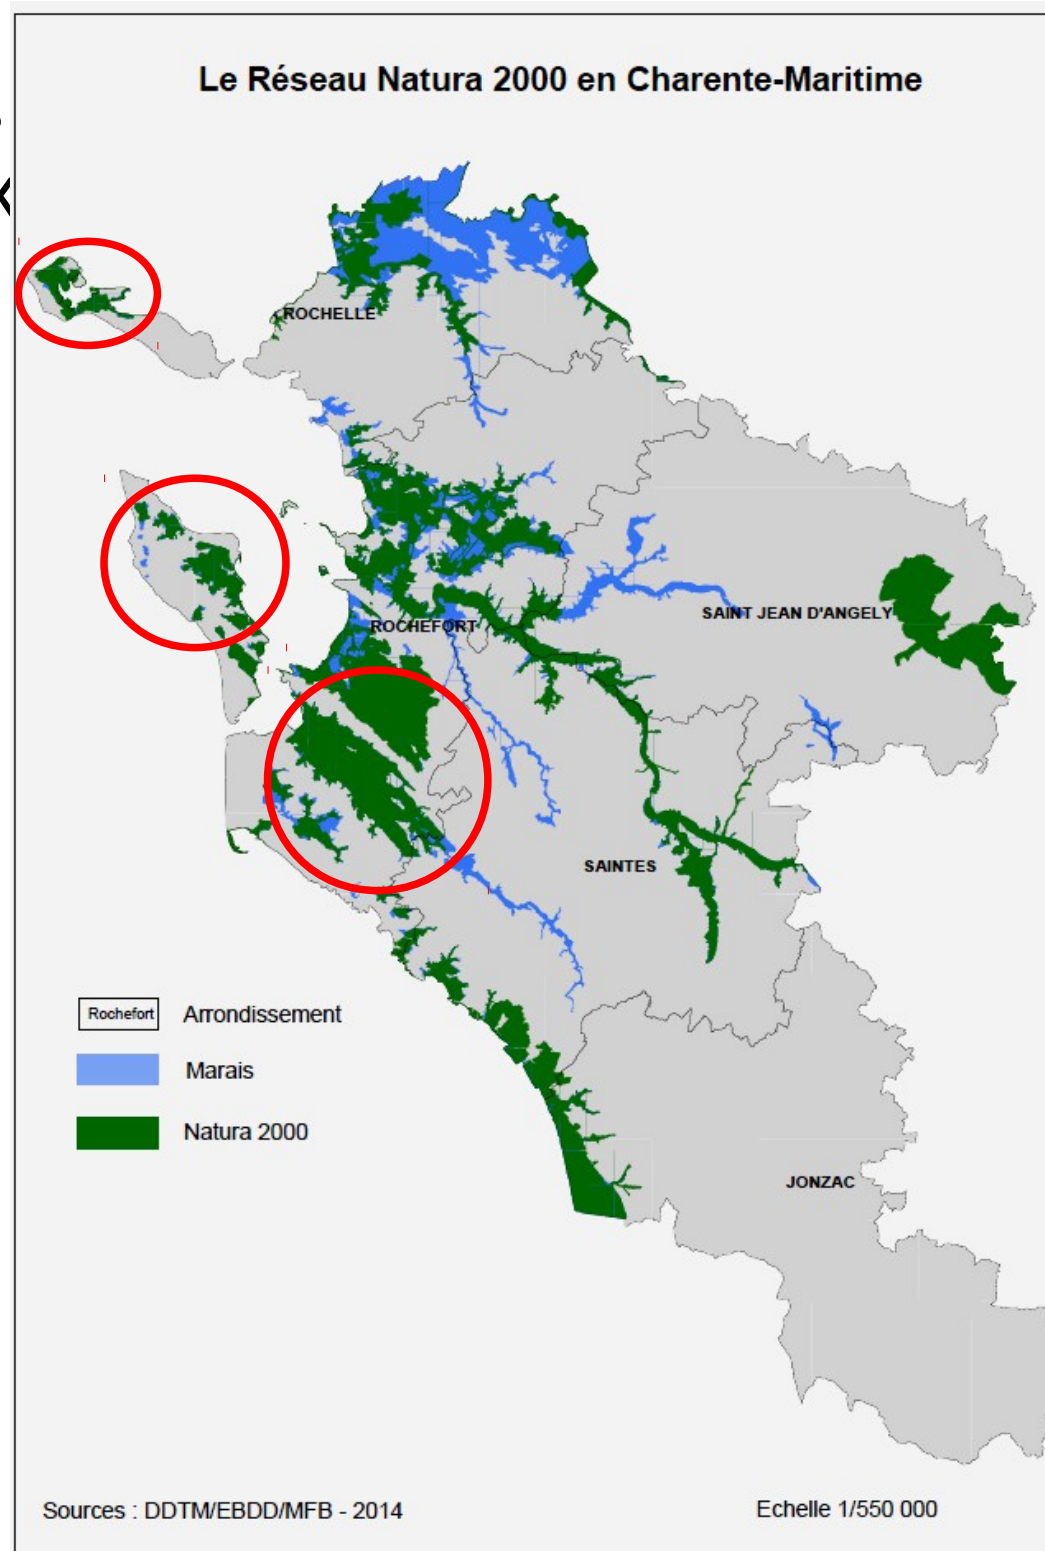 Le Réseau Natura 2000 en Charente-Maritime
ROCHELLE
ROCHEFORT
SAINT JEAN D'ANGELY
SAINTES
JONZAC
Rochefort Arrondissement
Marais
Natura 2000
Sources : DDTM/EBDD/MFB - 2014
Echelle 1/550 000